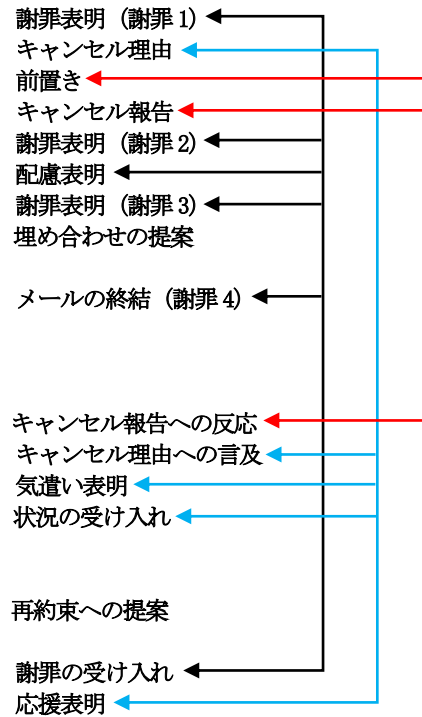 謝罪表明（謝罪 1）
キャンセル理由
前置き
キャンセル報告
謝罪表明（謝罪 2）
配慮表明
謝罪表明（謝罪 3）
埋め合わせの提案
メールの終結（謝罪 4）
キャンセル報告への反応
キャンセル理由への言及
気遣い表明
状況の受け入れ
再約束への提案
謝罪の受け入れ
応援表明